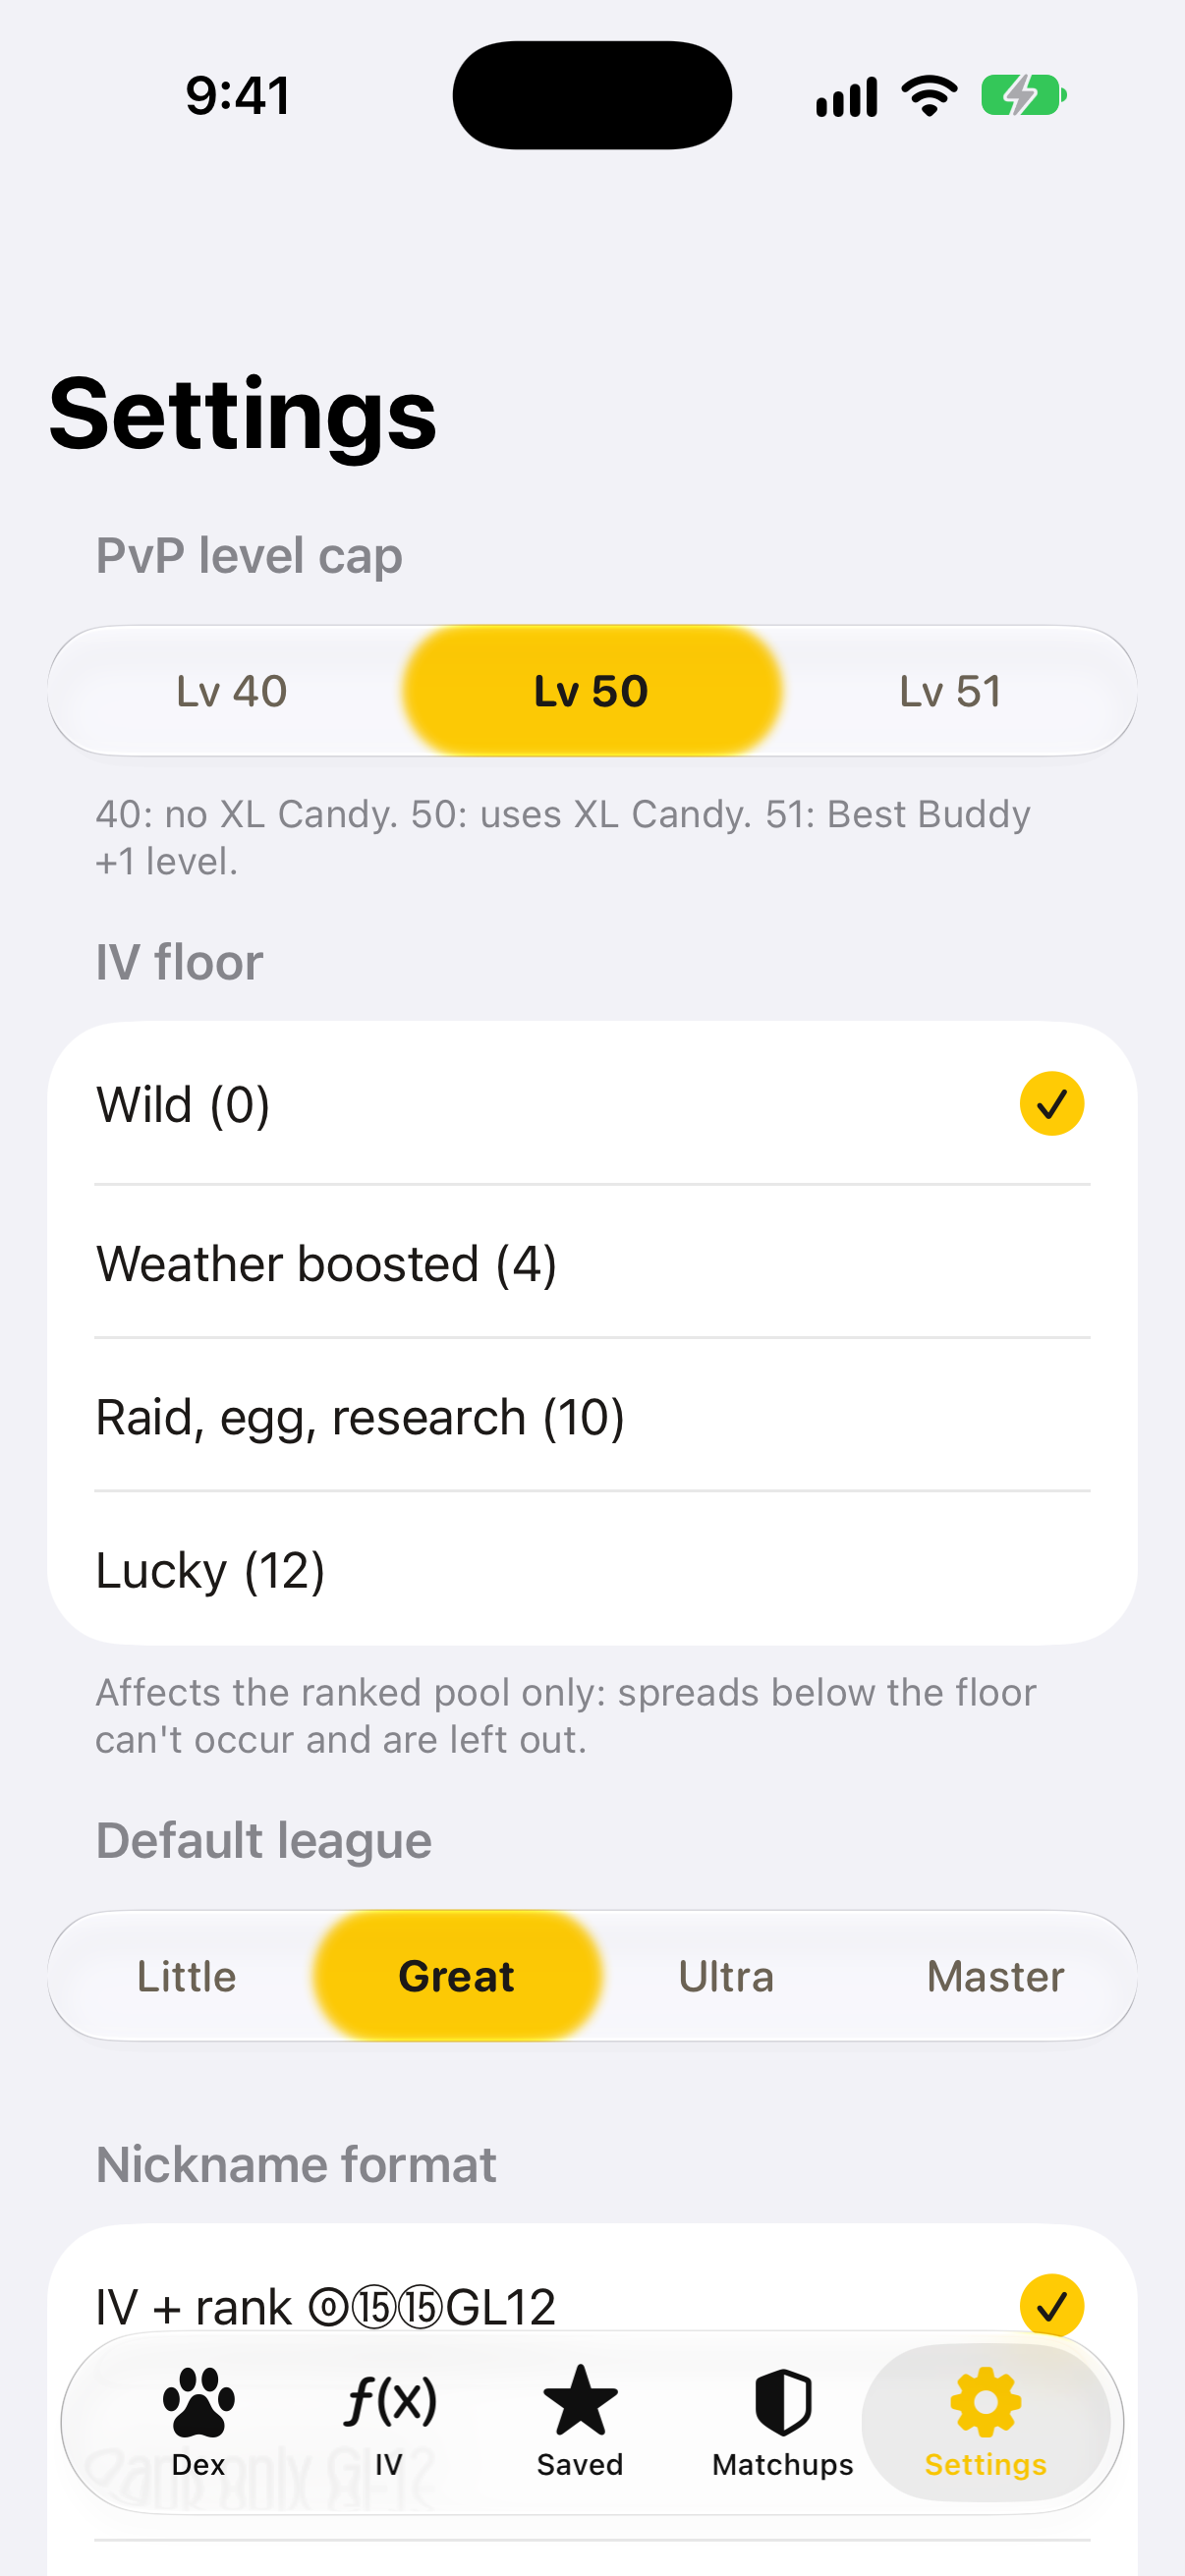 9:41
Settings
PvP level cap
Lv 40 Lv 50 Lv 51
40: no XL Candy. 50: uses XL Candy. 51: Best Buddy
+1 level.
IV floor
Wild (0)
Weather boosted (4)
Raid, egg, research (10)
Lucky (12)
Affects the ranked pool only: spreads below the floor
can't occur and are left out.
Default league
Little Great Ultra Master
Nickname format
IV + rank ⓪⑮⑮GL12
ƒ(x)
Dex IV Saved Matchups Settings